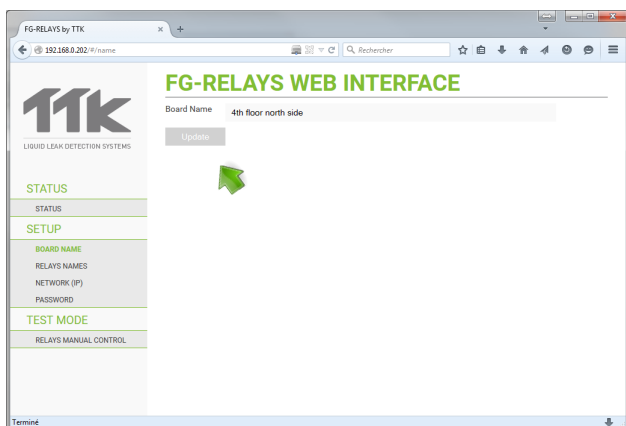 FG-RELAYS by TTK
192.168.0.202/#/name
Rechercher
TTK
LIQUID LEAK DETECTION SYSTEMS
FG-RELAYS WEB INTERFACE
Board Name
4th floor north side
Update
STATUS
STATUS
SETUP
BOARD NAME
RELAYS NAMES
NETWORK (IP)
PASSWORD
TEST MODE
RELAYS MANUAL CONTROL
Terminé